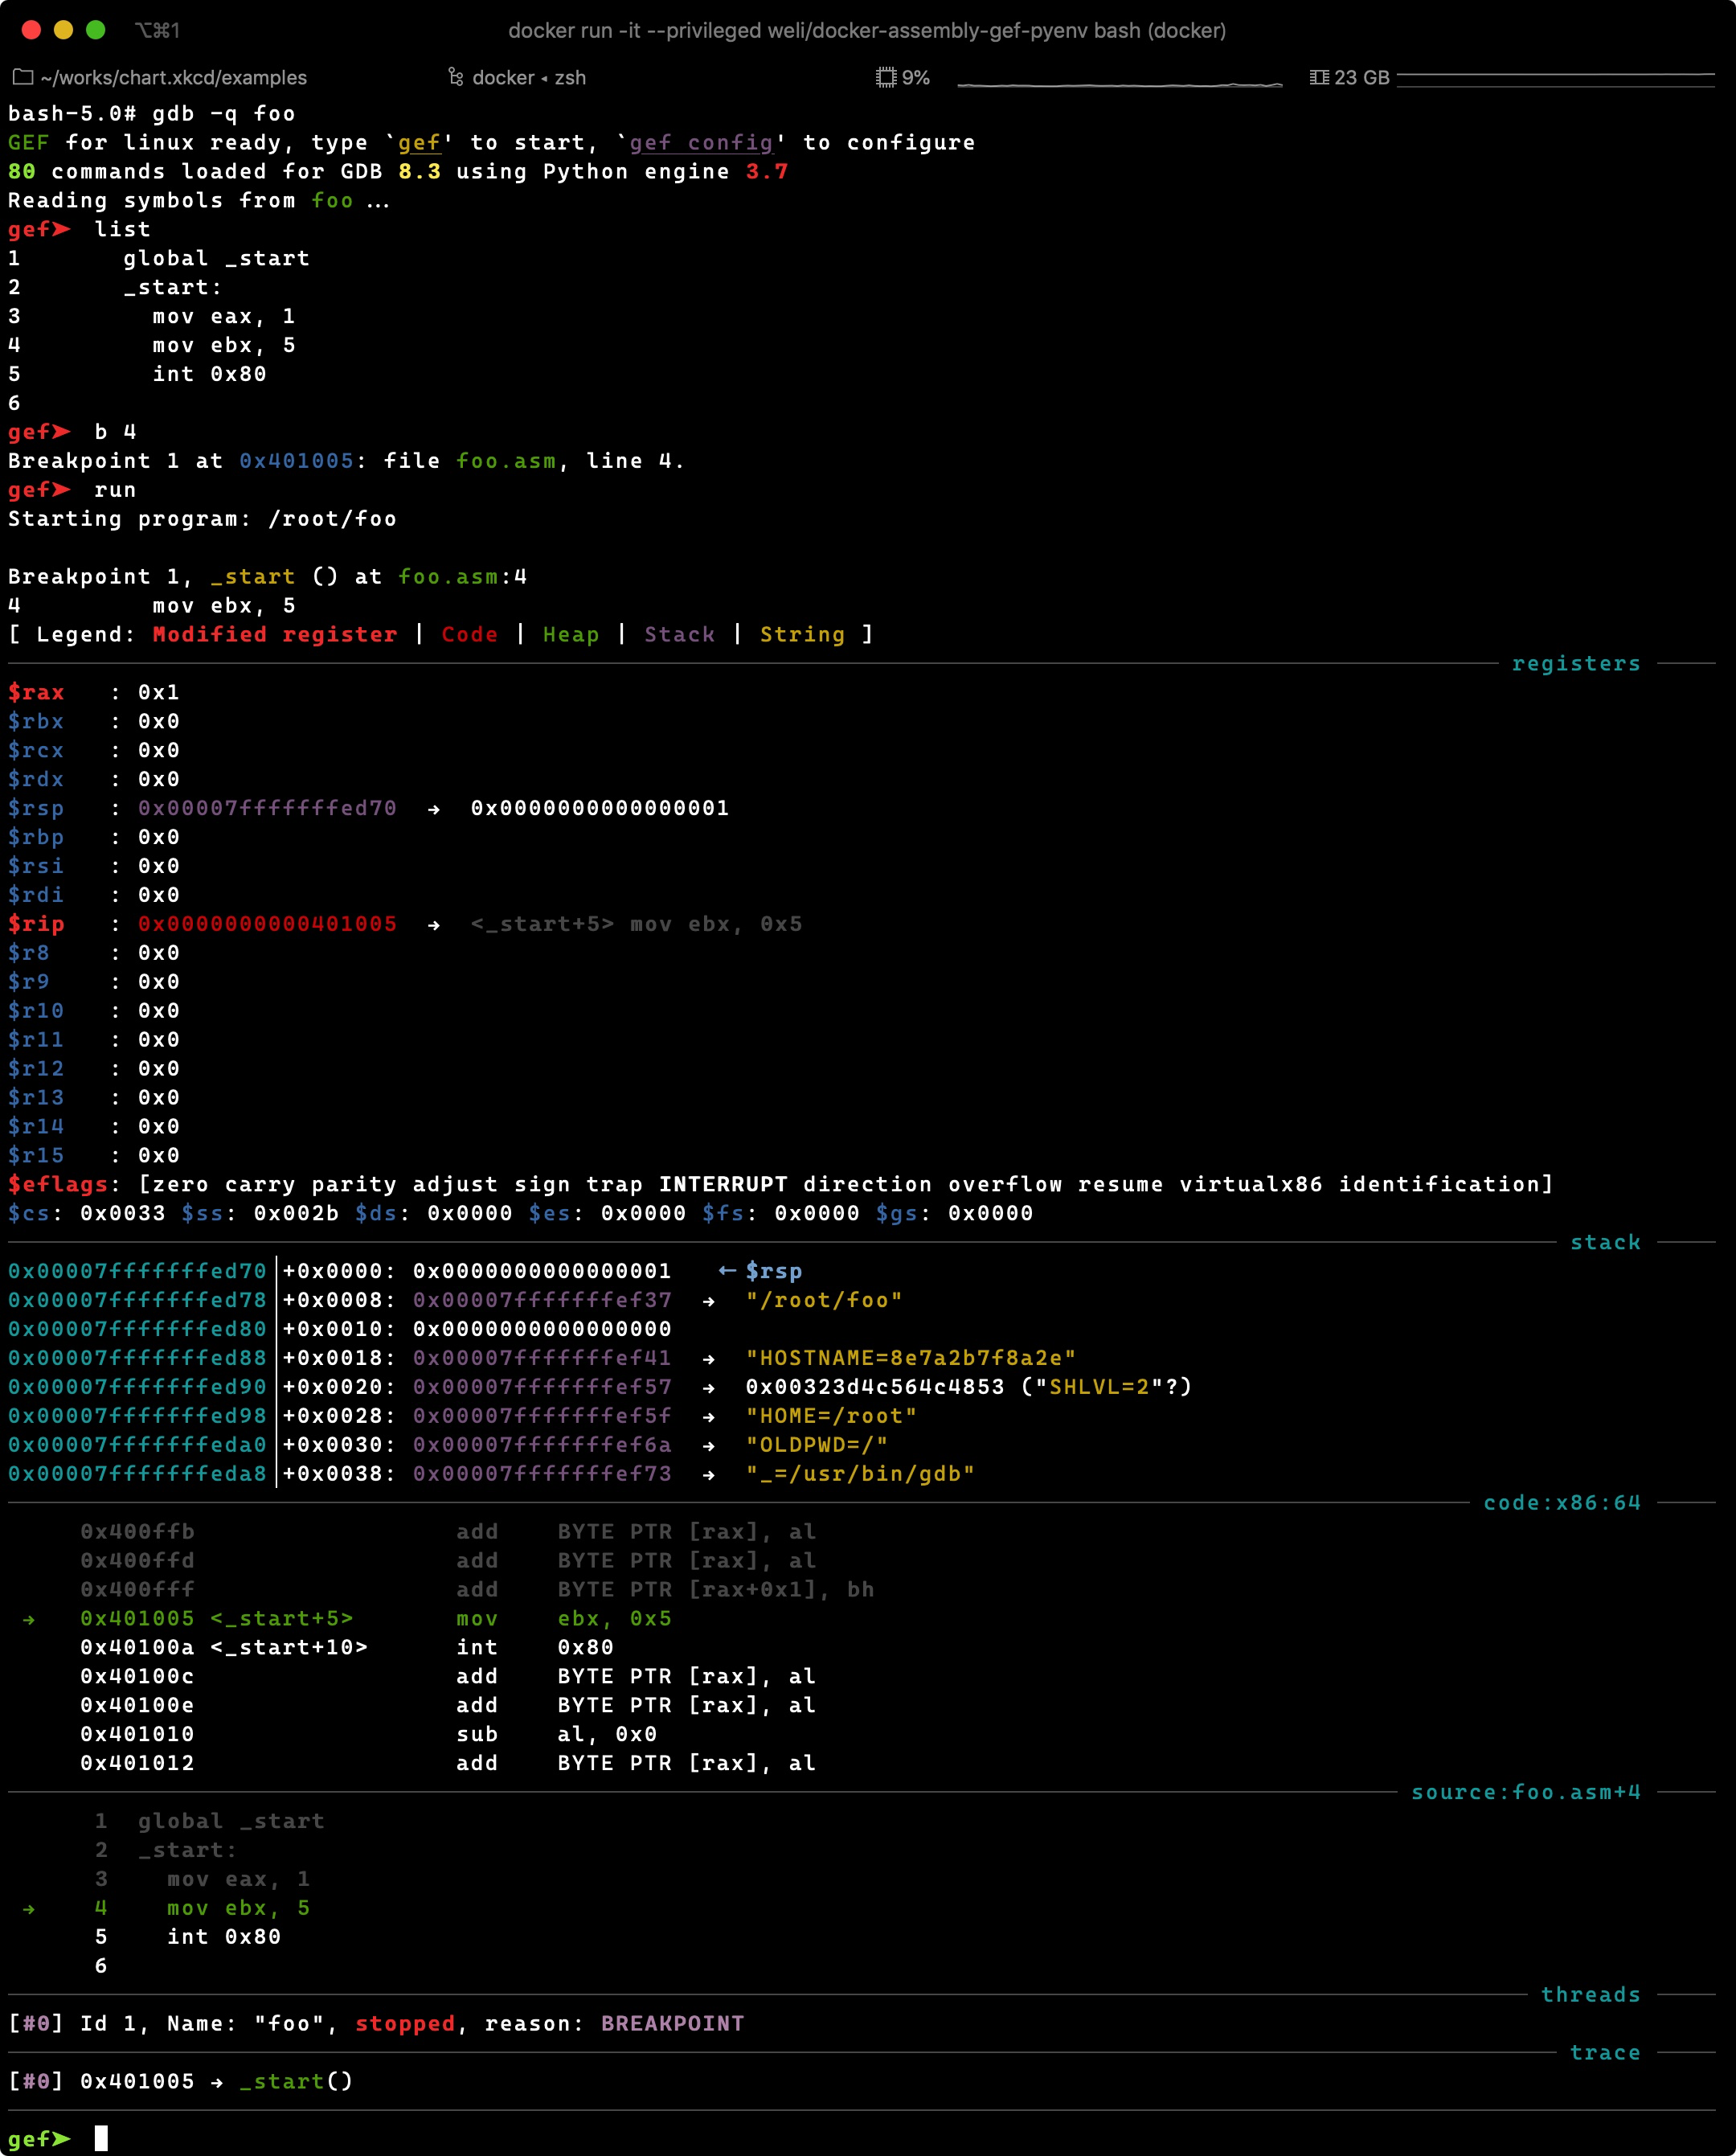 ⌥⌘1 docker run -it --privileged weli/docker-assembly-gef-pyenv bash (docker)
~/works/chart.xkcd/examples docker ◂ zsh 9% 23 GB
bash-5.0# gdb -q foo
GEF for linux ready, type `gef' to start, `gef config' to configure
80 commands loaded for GDB 8.3 using Python engine 3.7
Reading symbols from foo...
gef➤  list
1       global _start
2       _start:
3         mov eax, 1
4         mov ebx, 5
5         int 0x80
6
gef➤  b 4
Breakpoint 1 at 0x401005: file foo.asm, line 4.
gef➤  run
Starting program: /root/foo
Breakpoint 1, _start () at foo.asm:4
4         mov ebx, 5
[ Legend: Modified register | Code | Heap | Stack | String ]
registers
$rax   : 0x1
$rbx   : 0x0
$rcx   : 0x0
$rdx   : 0x0
$rsp   : 0x00007fffffffed70  →  0x0000000000000001
$rbp   : 0x0
$rsi   : 0x0
$rdi   : 0x0
$rip   : 0x0000000000401005  →  <_start+5> mov ebx, 0x5
$r8    : 0x0
$r9    : 0x0
$r10   : 0x0
$r11   : 0x0
$r12   : 0x0
$r13   : 0x0
$r14   : 0x0
$r15   : 0x0
$eflags: [zero carry parity adjust sign trap INTERRUPT direction overflow resume virtualx86 identification]
$cs: 0x0033 $ss: 0x002b $ds: 0x0000 $es: 0x0000 $fs: 0x0000 $gs: 0x0000
stack
0x00007fffffffed70│+0x0000: 0x0000000000000001   ← $rsp
0x00007fffffffed78│+0x0008: 0x00007fffffffef37  →  "/root/foo"
0x00007fffffffed80│+0x0010: 0x0000000000000000
0x00007fffffffed88│+0x0018: 0x00007fffffffef41  →  "HOSTNAME=8e7a2b7f8a2e"
0x00007fffffffed90│+0x0020: 0x00007fffffffef57  →  0x00323d4c564c4853 ("SHLVL=2"?)
0x00007fffffffed98│+0x0028: 0x00007fffffffef5f  →  "HOME=/root"
0x00007fffffffeda0│+0x0030: 0x00007fffffffef6a  →  "OLDPWD=/"
0x00007fffffffeda8│+0x0038: 0x00007fffffffef73  →  "_=/usr/bin/gdb"
code:x86:64
0x400ffb                  add    BYTE PTR [rax], al
0x400ffd                  add    BYTE PTR [rax], al
0x400fff                  add    BYTE PTR [rax+0x1], bh
→   0x401005 <_start+5>       mov    ebx, 0x5
0x40100a <_start+10>      int    0x80
0x40100c                  add    BYTE PTR [rax], al
0x40100e                  add    BYTE PTR [rax], al
0x401010                  sub    al, 0x0
0x401012                  add    BYTE PTR [rax], al
source:foo.asm+4
1  global _start
2  _start:
3    mov eax, 1
→    4    mov ebx, 5
5    int 0x80
6
threads
[#0] Id 1, Name: "foo", stopped, reason: BREAKPOINT
trace
[#0] 0x401005 → _start()
gef➤